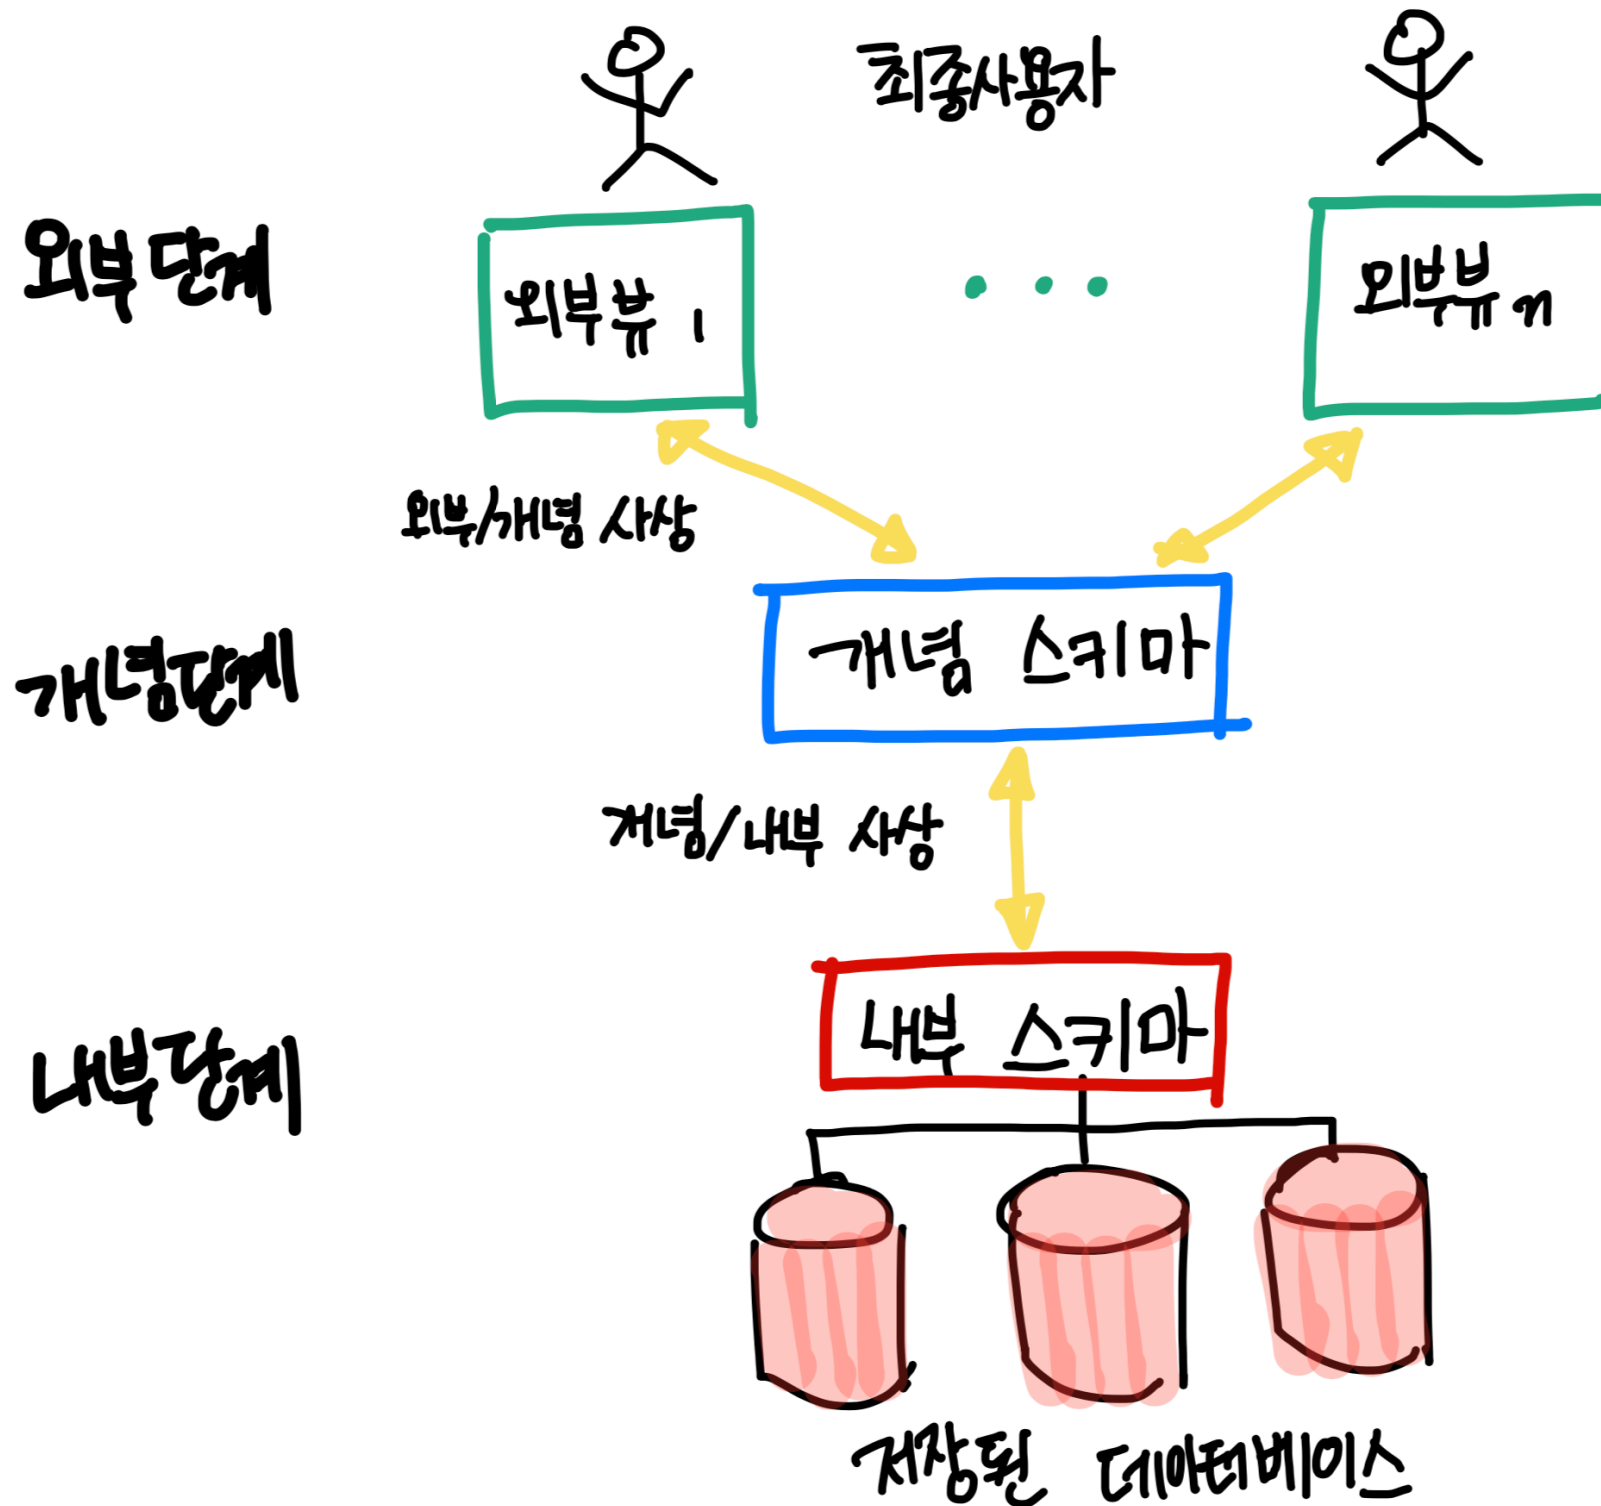 최종사용자
외부단계
외부뷰 1
외부뷰 n
외부/개념 사상
개념단계
개념 스키마
개념/내부 사상
내부단계
내부 스키마
저장된 데이터베이스